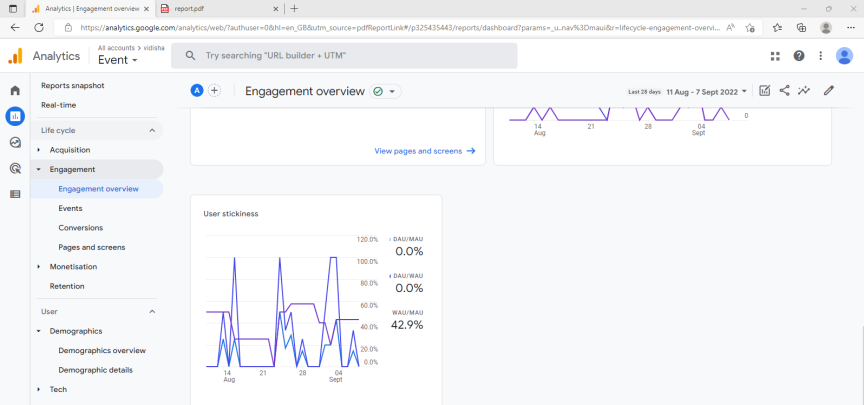 Analytics | Engagement overview
report.pdf
https://analytics.google.com/analytics/web/?authuser=0&hl=en_GB&utm_source=pdfReportLink#/p325435443/reports/dashboard?params=_u..nav%3Dmaui&r=lifecycle-engagement-overvi...
Analytics
All accounts > vidisha
Event
Try searching "URL builder + UTM"
Reports snapshot
Real-time
Life cycle
Acquisition
Engagement
Engagement overview
Events
Conversions
Pages and screens
Monetisation
Retention
User
Demographics
Demographics overview
Demographic details
Tech
A
Engagement overview
Last 28 days 11 Aug - 7 Sept 2022
View pages and screens
0
14
Aug
21
28
04
Sept
User stickiness
120.0%
100.0%
80.0%
60.0%
40.0%
20.0%
0.0%
14
Aug
21
28
04
Sept
DAU/MAU
0.0%
DAU/WAU
0.0%
WAU/MAU
42.9%